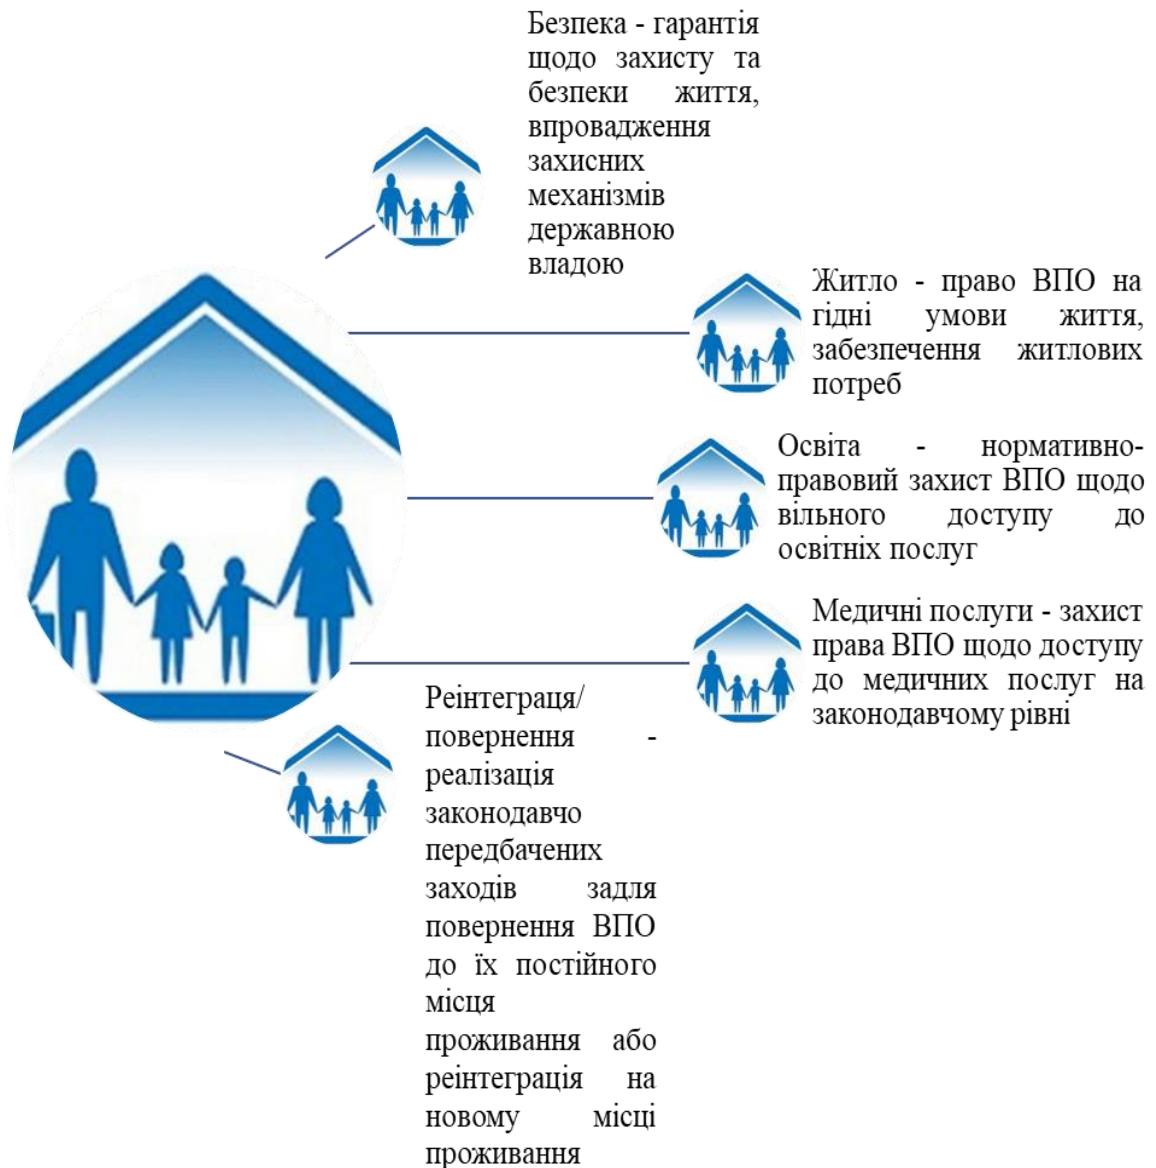 Безпека - гарантія
щодо захисту та
безпеки життя,
впровадження
захисних
механізмів
державною
владою
Житло - право ВПО на
гідні умови життя,
забезпечення житлових
потреб
Освіта - нормативно-
правовий захист ВПО щодо
вільного доступу до
освітніх послуг
Медичні послуги - захист
права ВПО щодо доступу
до медичних послуг на
законодавчому рівні
Реінтеграця/
повернення -
реалізація
законодавчо
передбачених
заходів задля
повернення ВПО
до їх постійного
місця
проживання або
реінтеграція на
новому місці
проживання